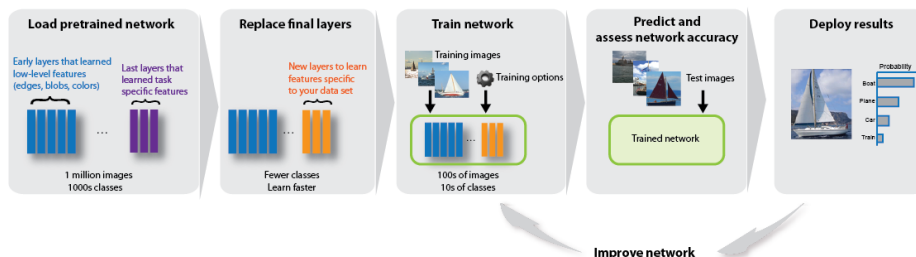 Load pretrained network
Early layers that learned
low-level features
(edges, blobs, colors)
Last layers that
learned task
specific features
...
1 million images
1000s classes
Replace final layers
New layers to learn
features specific
to your data set
...
Fewer classes
Learn faster
Train network
Training images
Training options
...
100s of images
10s of classes
Predict and
assess network accuracy
Test images
Trained network
Deploy results
Probability
Boat
Plane
Car
Train
Improve network